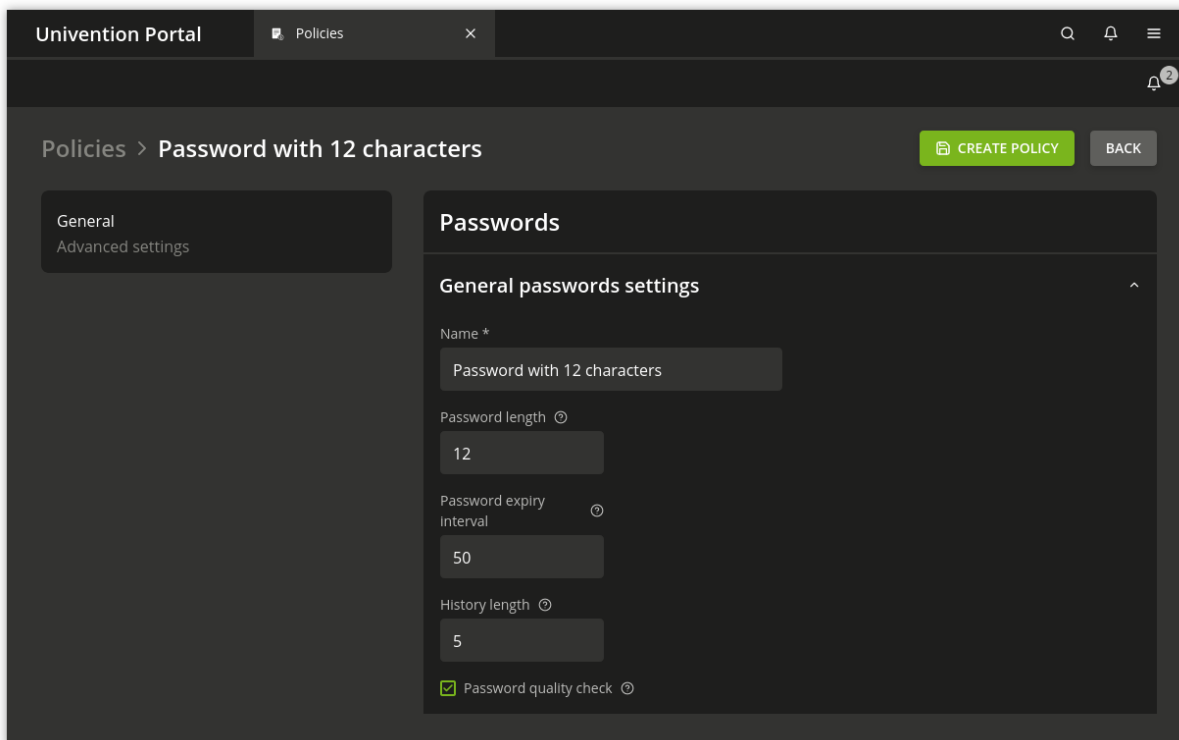 Univention Portal
Policies
2
Policies > Password with 12 characters
CREATE POLICY
BACK
General
Advanced settings
Passwords
General passwords settings
Name *
Password with 12 characters
Password length
12
Password expiry
interval
50
History length
5
Password quality check